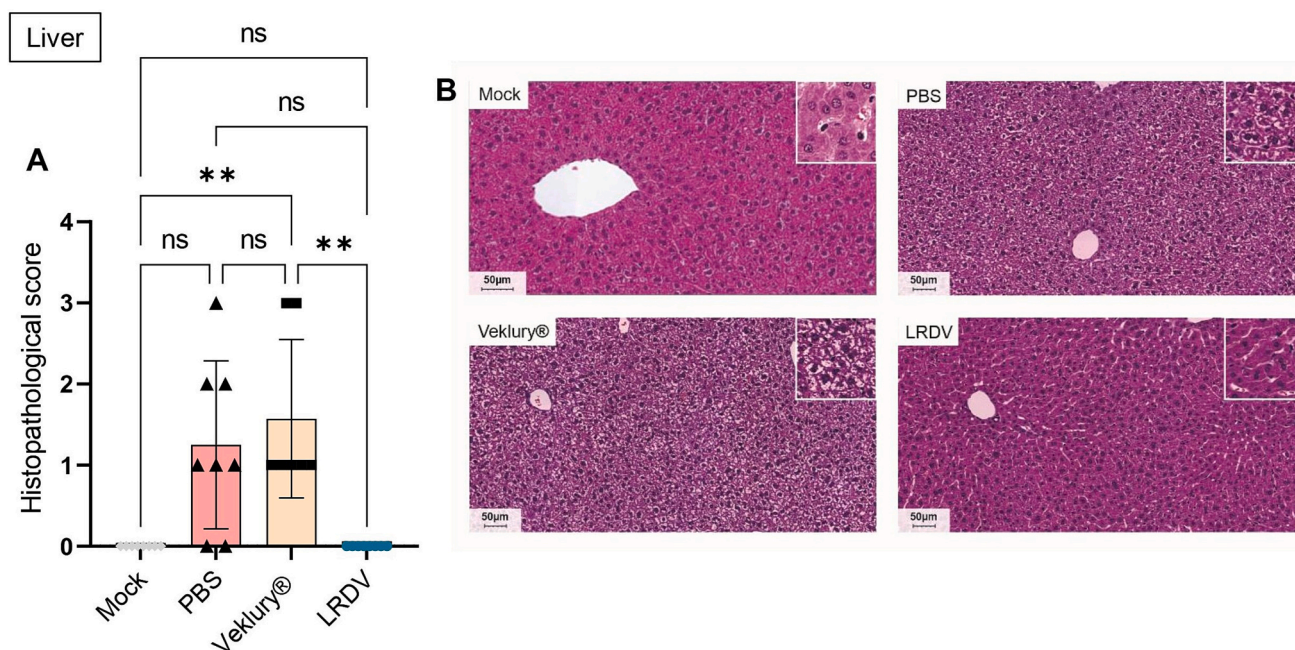 Liver
ns
ns
A
**
ns
ns
**
Histopathological score
4
3
2
1
0
Mock
PBS
Veklury®
LRDV
B
Mock
50µm
PBS
50µm
Veklury®
50µm
LRDV
50µm